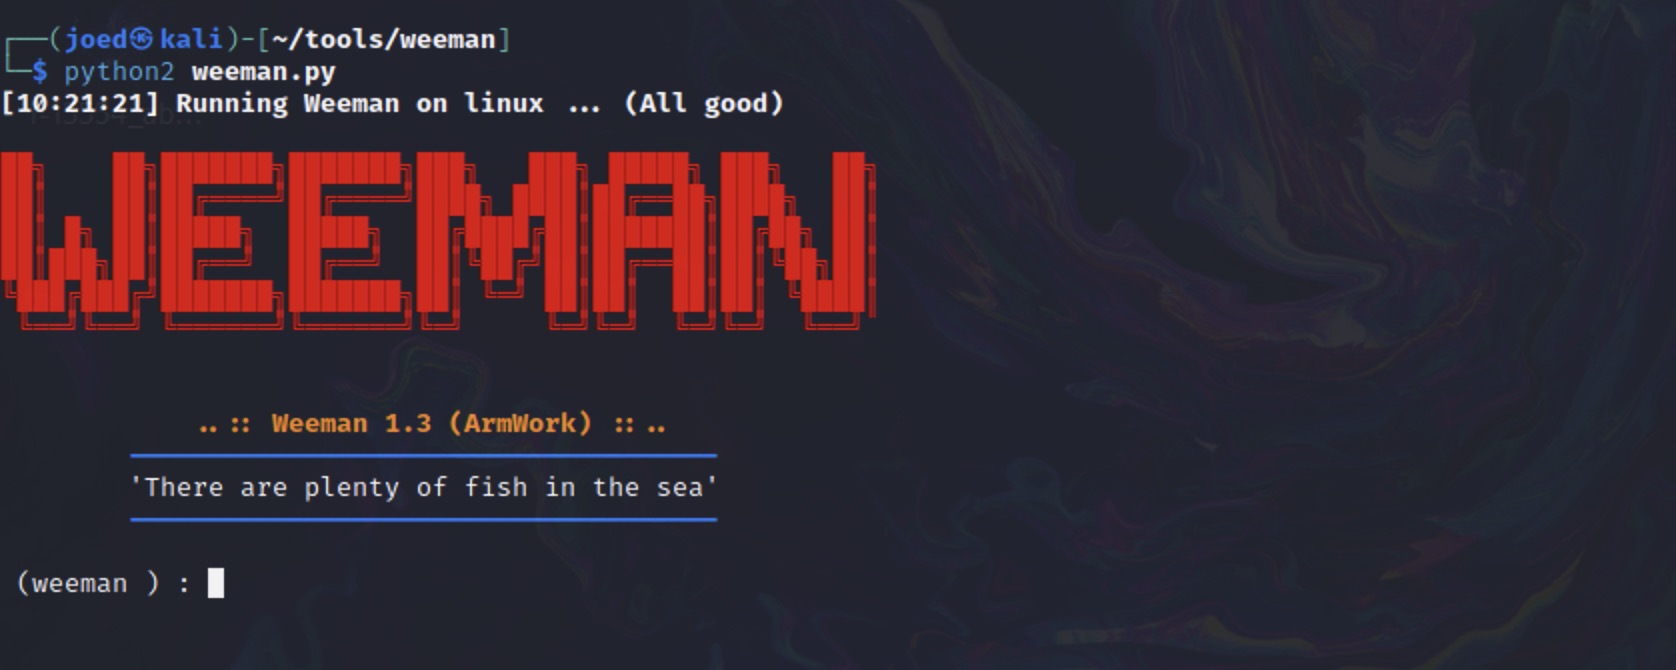 ┌──(joed㉿kali)-[~/tools/weeman]
└─$ python2 weeman.py
[10:21:21] Running Weeman on linux ... (All good)
WEEMAN
..:: Weeman 1.3 (ArmWork) ::..
'There are plenty of fish in the sea'
(weeman ) :